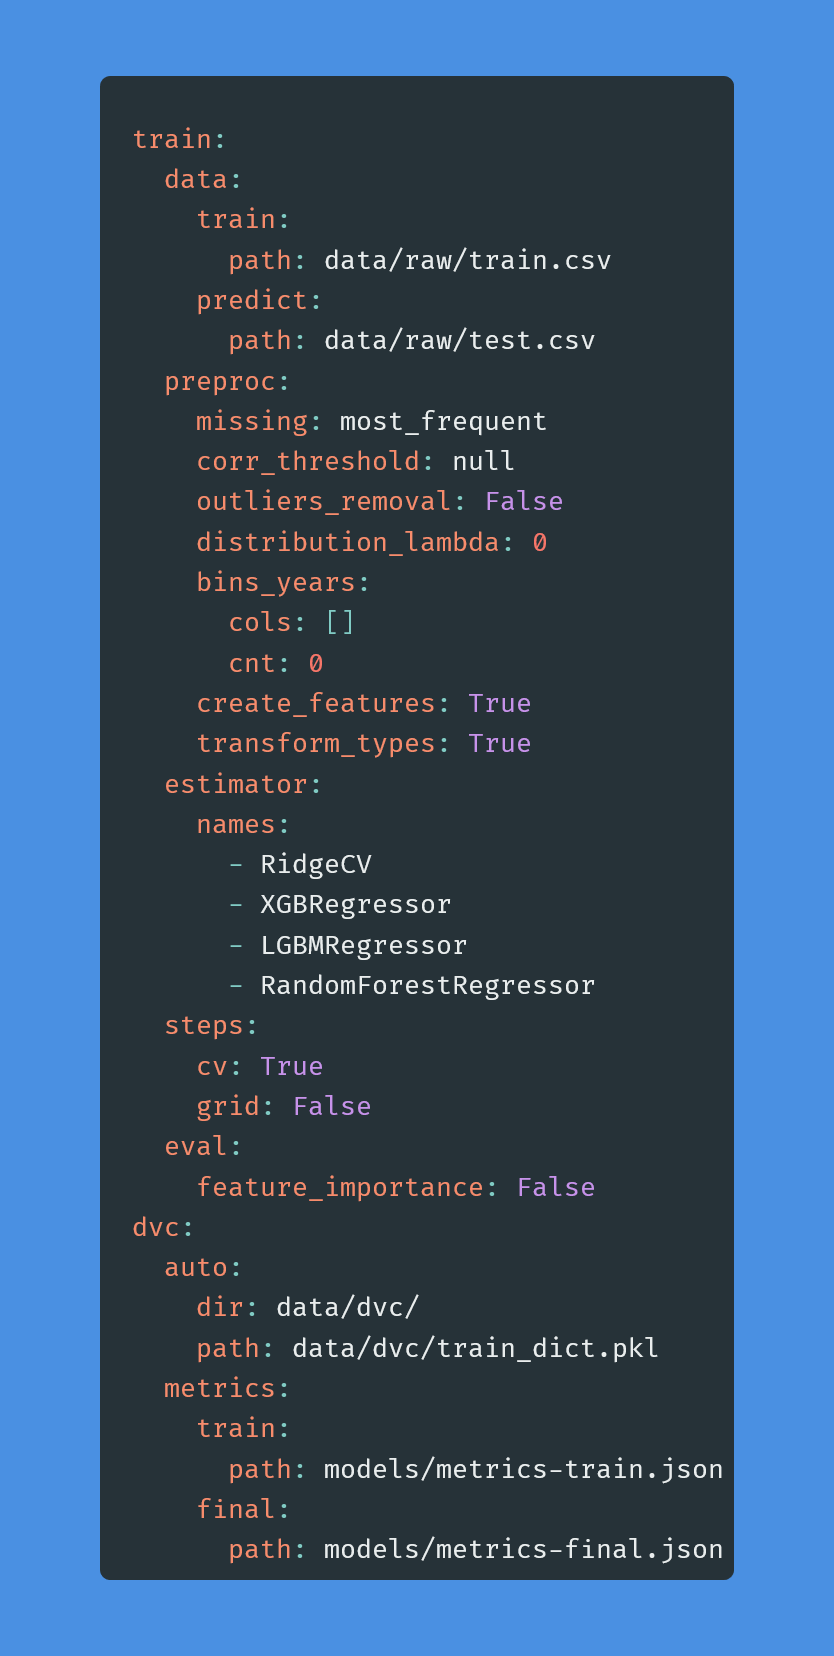 train:
  data:
    train:
      path: data/raw/train.csv
    predict:
      path: data/raw/test.csv
  preproc:
    missing: most_frequent
    corr_threshold: null
    outliers_removal: False
    distribution_lambda: 0
    bins_years:
      cols: []
      cnt: 0
    create_features: True
    transform_types: True
  estimator:
    names:
      - RidgeCV
      - XGBRegressor
      - LGBMRegressor
      - RandomForestRegressor
  steps:
    cv: True
    grid: False
  eval:
    feature_importance: False
dvc:
  auto:
    dir: data/dvc/
    path: data/dvc/train_dict.pkl
  metrics:
    train:
      path: models/metrics-train.json
    final:
      path: models/metrics-final.json